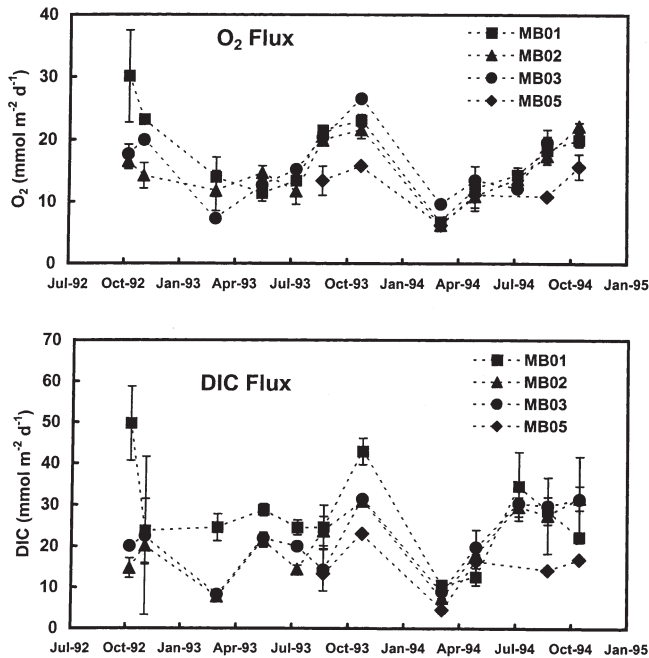 O2 Flux
MB01
MB02
MB03
MB05
O2 (mmol m-2 d-1)
40
30
20
10
0
Jul-92 Oct-92 Jan-93 Apr-93 Jul-93 Oct-93 Jan-94 Apr-94 Jul-94 Oct-94 Jan-95
DIC Flux
MB01
MB02
MB03
MB05
DIC (mmol m-2 d-1)
70
60
50
40
30
20
10
0
Jul-92 Oct-92 Jan-93 Apr-93 Jul-93 Oct-93 Jan-94 Apr-94 Jul-94 Oct-94 Jan-95